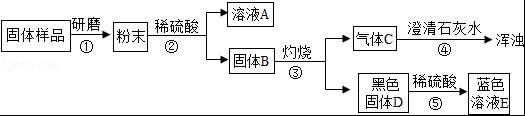 固体样品 研磨 ① 粉末 稀硫酸 ② 溶液A
固体B 灼烧 ③ 气体C 澄清石灰水 ④ 浑浊
黑色固体D 稀硫酸 ⑤ 蓝色溶液E